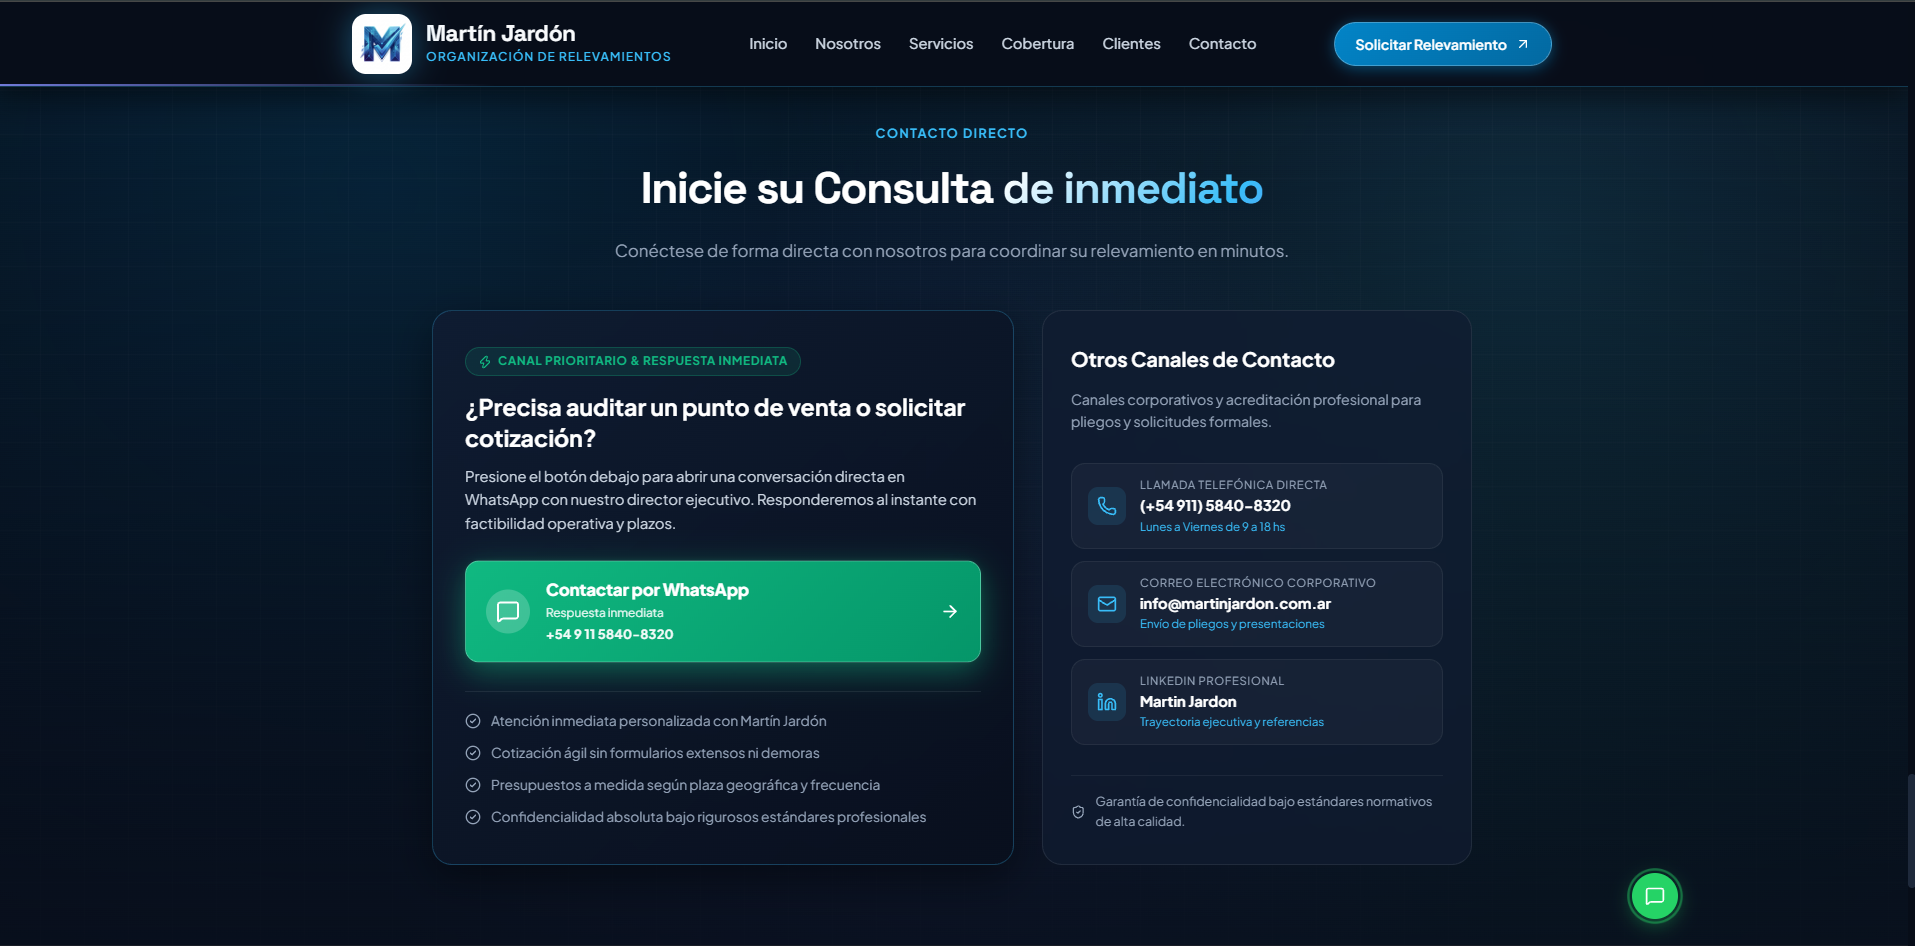 Martín Jardón
ORGANIZACIÓN DE RELEVAMIENTOS
Inicio
Nosotros
Servicios
Cobertura
Clientes
Contacto
Solicitar Relevamiento
CONTACTO DIRECTO
Inicie su Consulta de inmediato
Conéctese de forma directa con nosotros para coordinar su relevamiento en minutos.
CANAL PRIORITARIO & RESPUESTA INMEDIATA
¿Precisa auditar un punto de venta o solicitar
cotización?
Presione el botón debajo para abrir una conversación directa en
WhatsApp con nuestro director ejecutivo. Responderemos al instante con
factibilidad operativa y plazos.
Contactar por WhatsApp
Respuesta inmediata
+54 9 11 5840-8320
Atención inmediata personalizada con Martín Jardón
Cotización ágil sin formularios extensos ni demoras
Presupuestos a medida según plaza geográfica y frecuencia
Confidencialidad absoluta bajo rigurosos estándares profesionales
Otros Canales de Contacto
Canales corporativos y acreditación profesional para
pliegos y solicitudes formales.
LLAMADA TELEFÓNICA DIRECTA
(+54 911) 5840-8320
Lunes a Viernes de 9 a 18 hs
CORREO ELECTRÓNICO CORPORATIVO
info@martinjardon.com.ar
Envío de pliegos y presentaciones
LINKEDIN PROFESIONAL
Martin Jardon
Trayectoria ejecutiva y referencias
Garantía de confidencialidad bajo estándares normativos
de alta calidad.